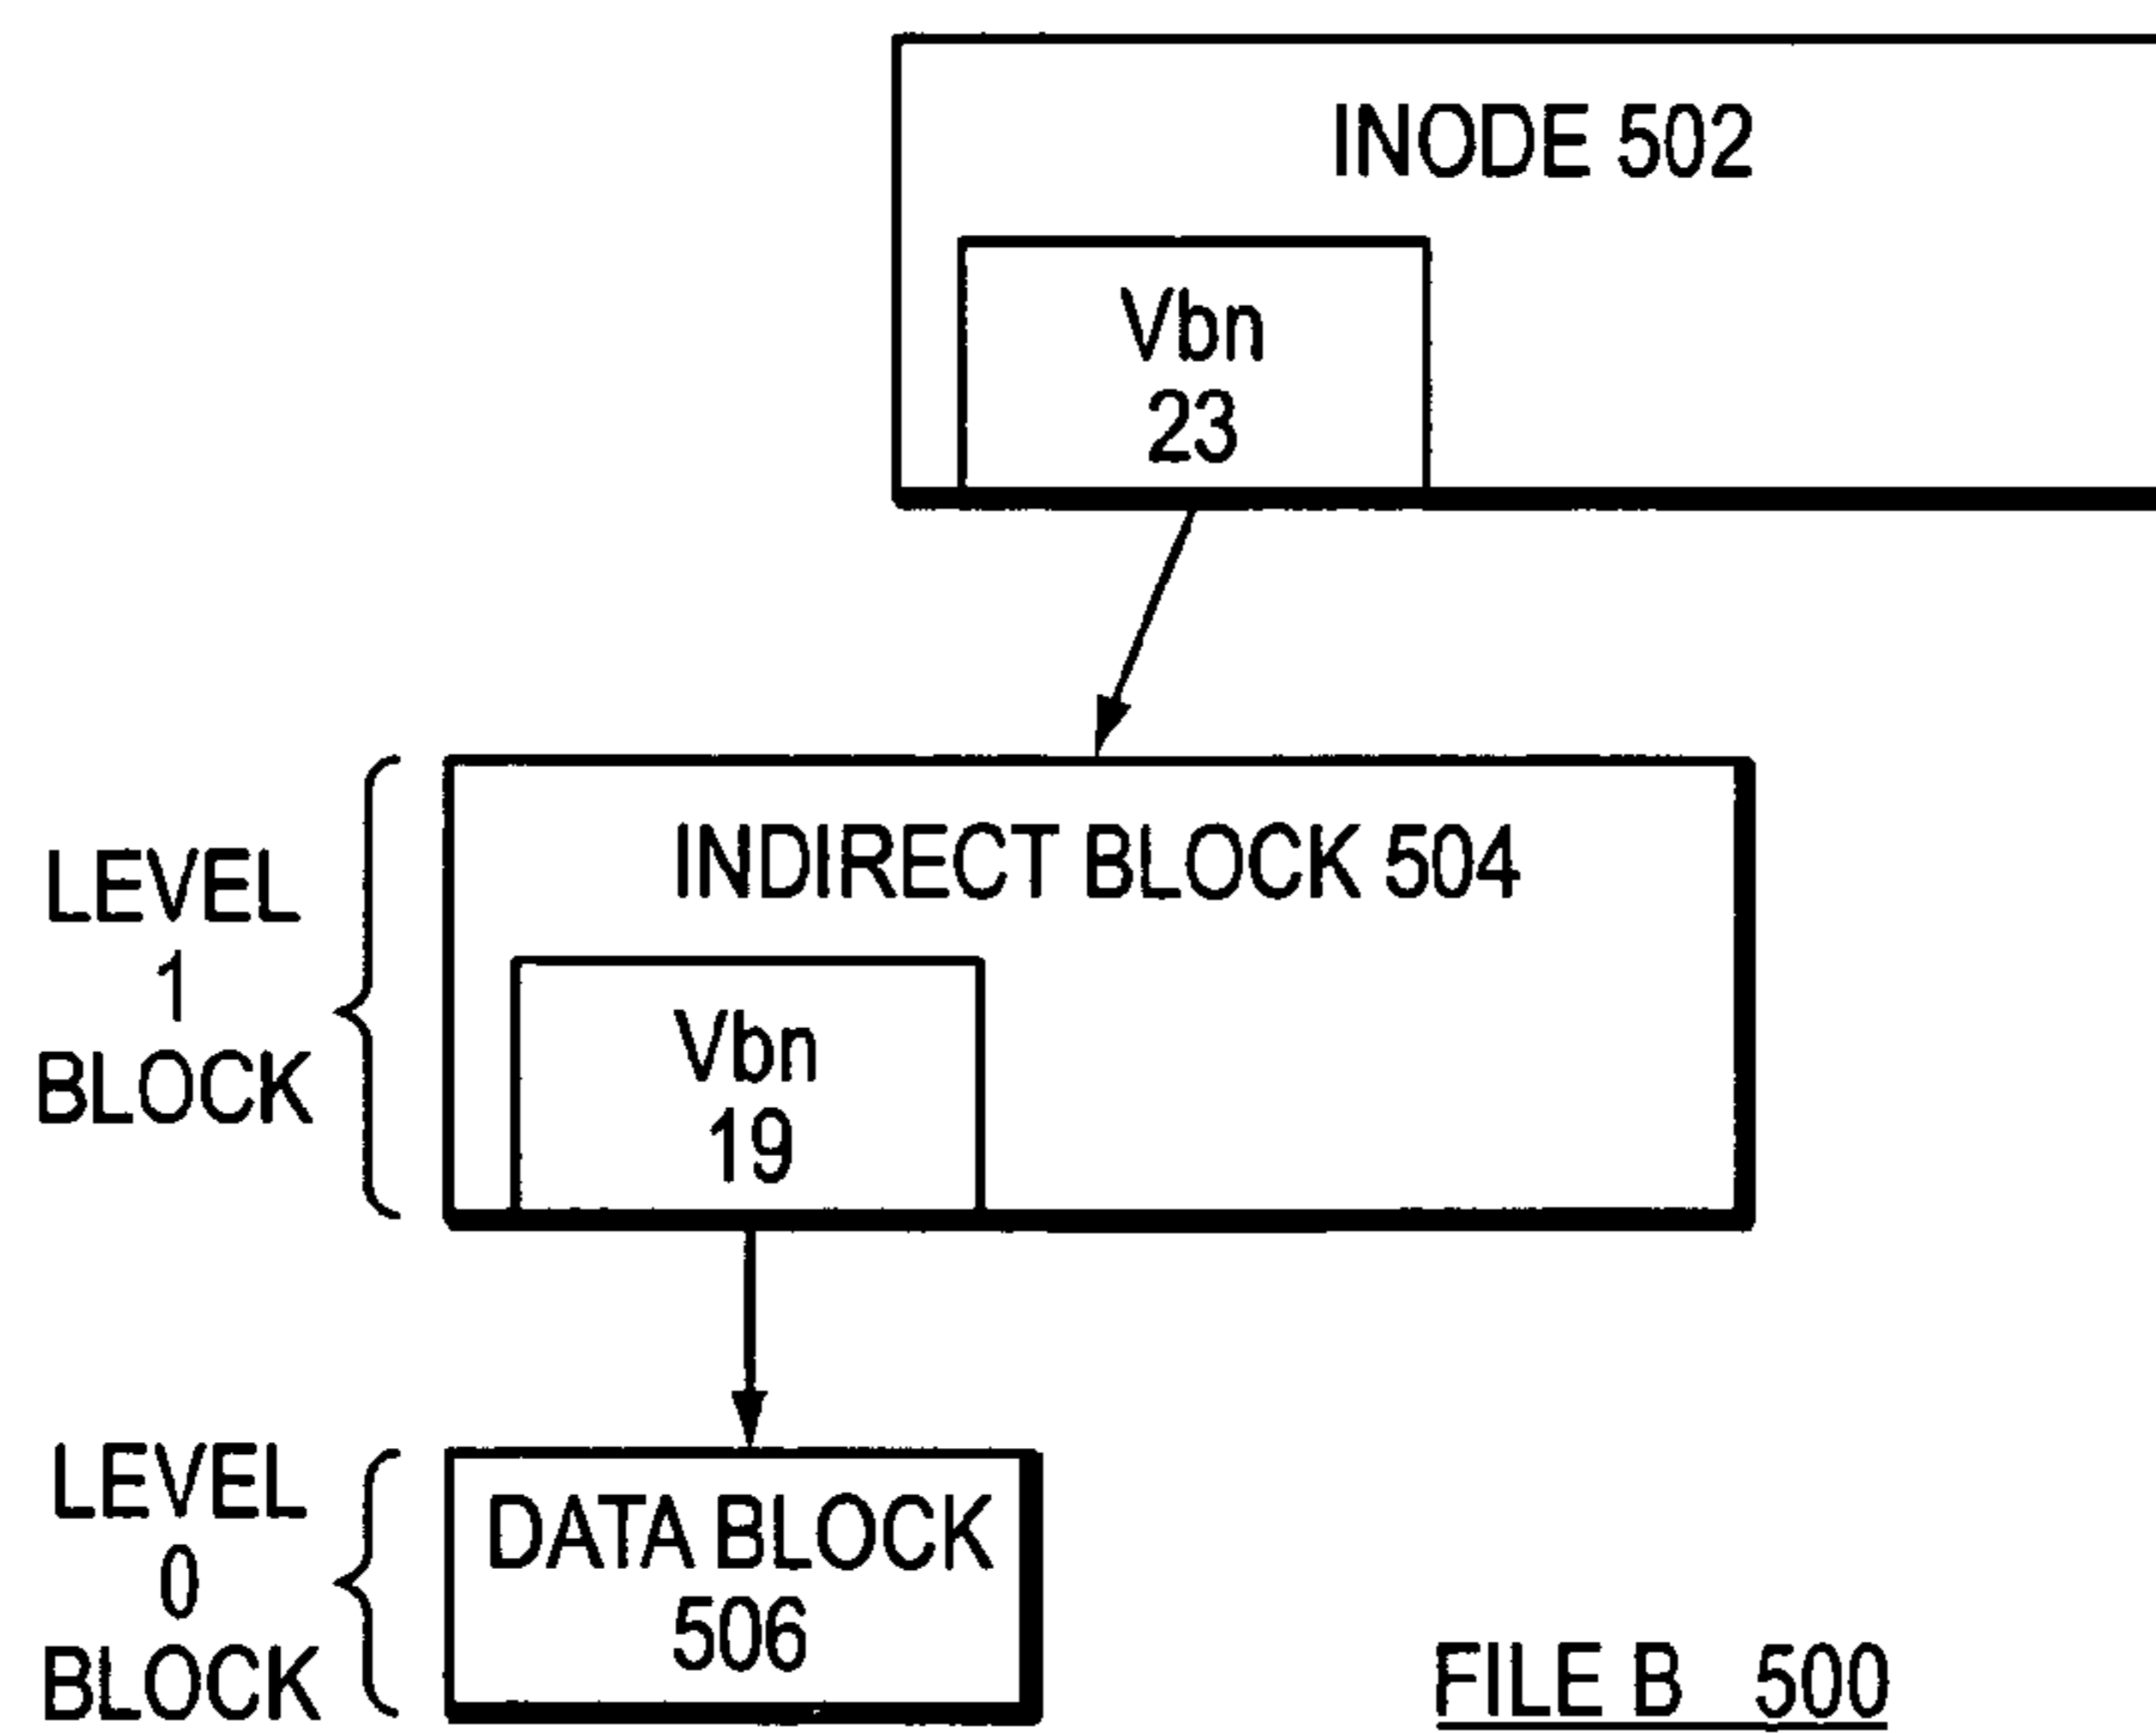 INODE 502
Vbn
23
LEVEL
1
BLOCK
INDIRECT BLOCK 504
Vbn
19
LEVEL
0
BLOCK
DATA BLOCK
506
FILE B 500